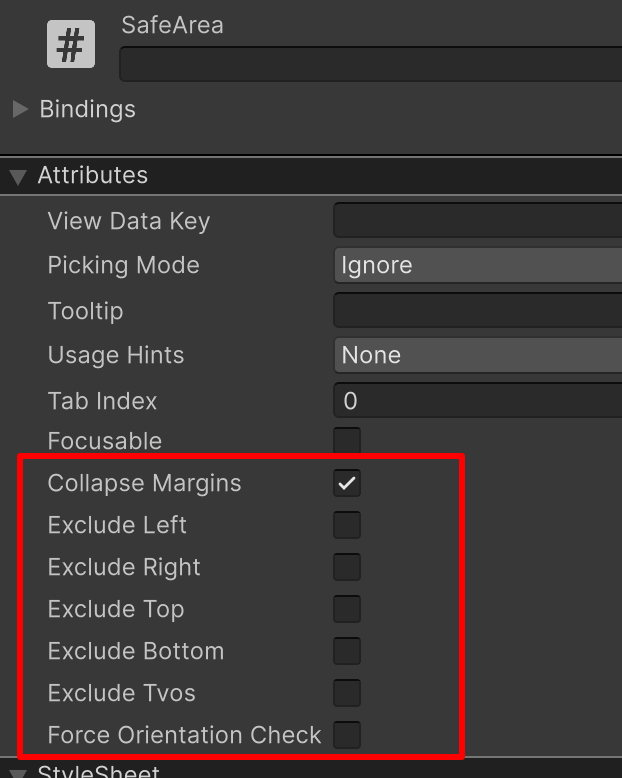 #
SafeArea
Bindings
Attributes
View Data Key
Picking Mode Ignore
Tooltip
Usage Hints None
Tab Index 0
Focusable
Collapse Margins
Exclude Left
Exclude Right
Exclude Top
Exclude Bottom
Exclude Tvos
Force Orientation Check
StyleSheet